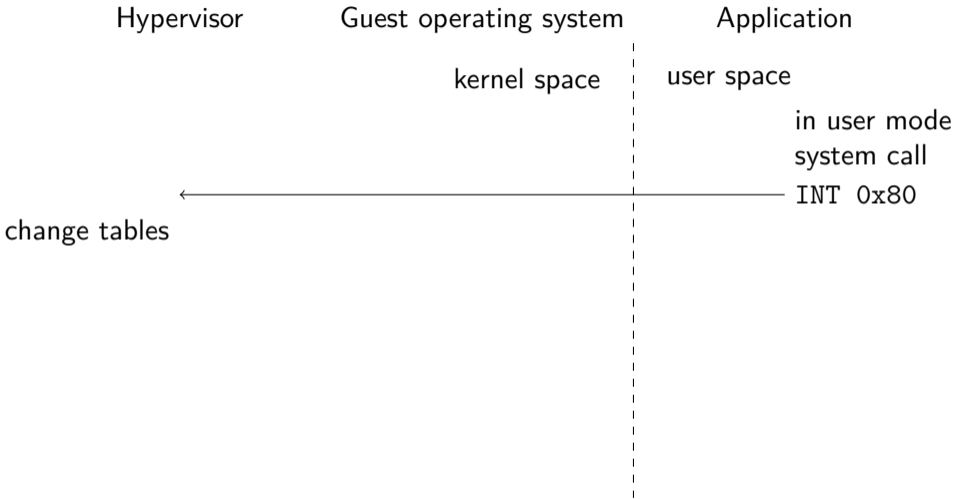 Hypervisor
Guest operating system
Application
kernel space
user space
in user mode
system call
INT 0x80
change tables